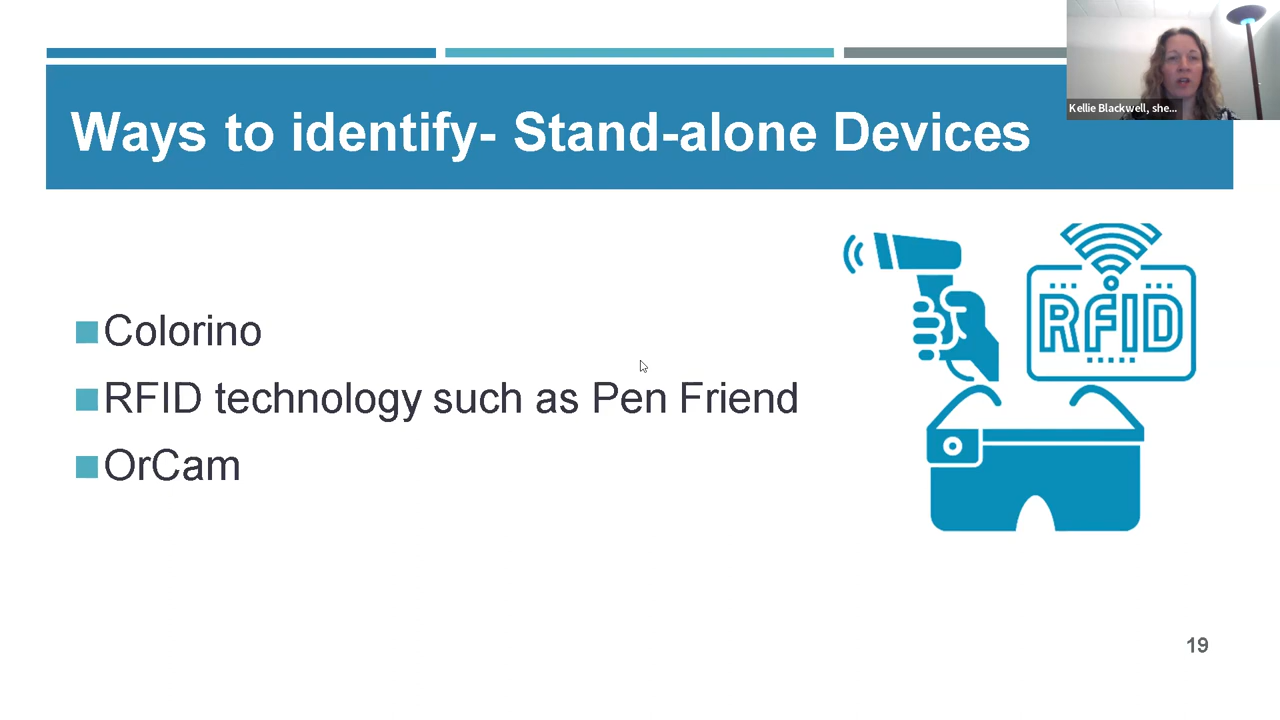 Kellie Blackwell, she...
Ways to identify- Stand-alone Devices
Colorino
RFID technology such as Pen Friend
OrCam
RFID
19